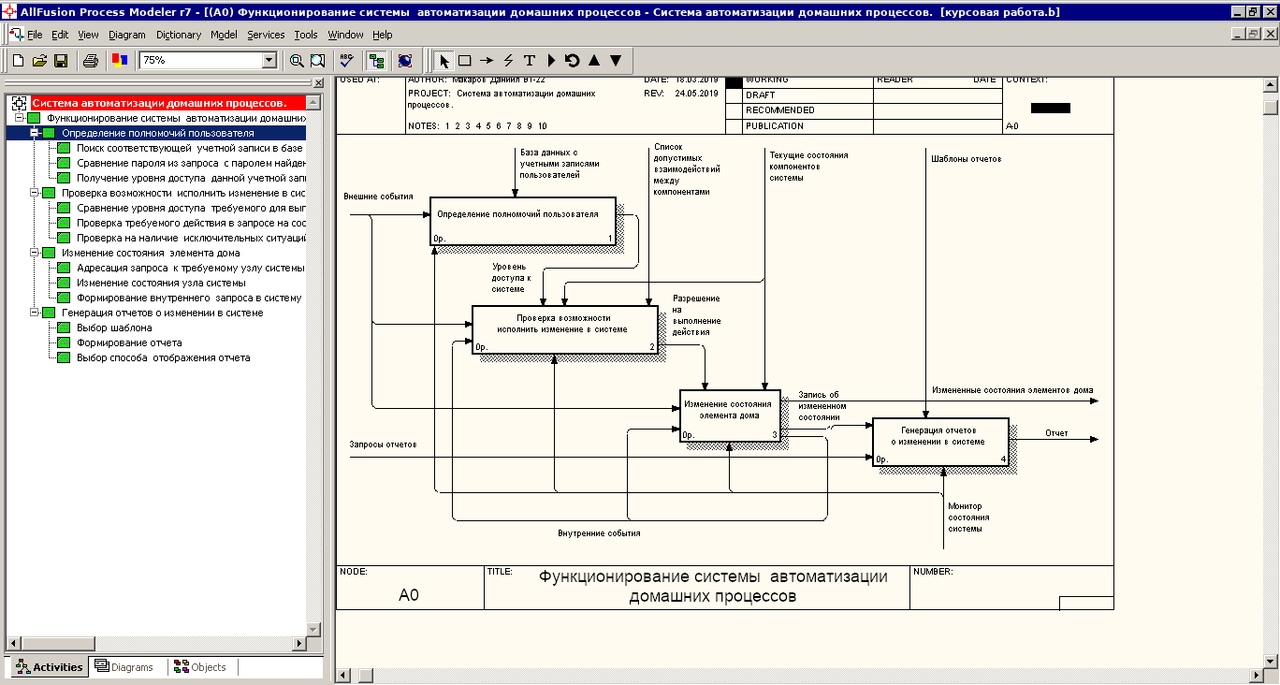 AllFusion Process Modeler r7 - [(A0) Функционирование системы автоматизации домашних процессов - Система автоматизации домашних процессов. [курсовая работа.b]
File Edit View Diagram Dictionary Model Services Tools Window Help
75%
Система автоматизации домашних процессов.
Функционирование системы автоматизации домашних
Определение полномочий пользователя
Поиск соответствующей учетной записи в базе
Сравнение пароля из запроса с паролем найден
Получение уровня доступа данной учетной зап
Проверка возможности исполнить изменение в сис
Сравнение уровня доступа требуемого для вып
Проверка требуемого действия в запросе на соо
Проверка на наличие исключительных ситуаций
Изменение состояния элемента дома
Адресация запроса к требуемому узлу системы
Изменение состояния узла системы
Формирование внутреннего запроса в систему
Генерация отчетов о изменении в системе
Выбор шаблона
Формирование отчета
Выбор способа отображения отчета
Activities Diagrams Objects
USED AT: AUTHOR: Макаров Даниил ВТ-22 DATE: 18.03.2019 WORKING READER DATE CONTEXT:
PROJECT: Система автоматизации домашних процессов. REV: 24.05.2019 DRAFT
RECOMMENDED
NOTES: 1 2 3 4 5 6 7 8 9 10 PUBLICATION A-0
База данных с
учетными записями
пользователей
Список
допустимых
взаимодействий
между
компонентами
Текущие состояния
компонентов
системы
Шаблоны отчетов
Внешние события
Определение полномочий пользователя
0р. 1
Уровень
доступа к
системе
Проверка возможности
исполнить изменение в системе
0р. 2
Разрешение
на
выполнение
действия
Изменение состояния
элемента дома
0р. 3
Запись об
измененном
состоянии
Измененные состояния элементов дома
Генерация отчетов
о изменении в системе
0р. 4
Отчет
Запросы отчетов
Монитор
состояния
системы
Внутренние события
NODE: TITLE: NUMBER:
A0
Функционирование системы автоматизации
домашних процессов